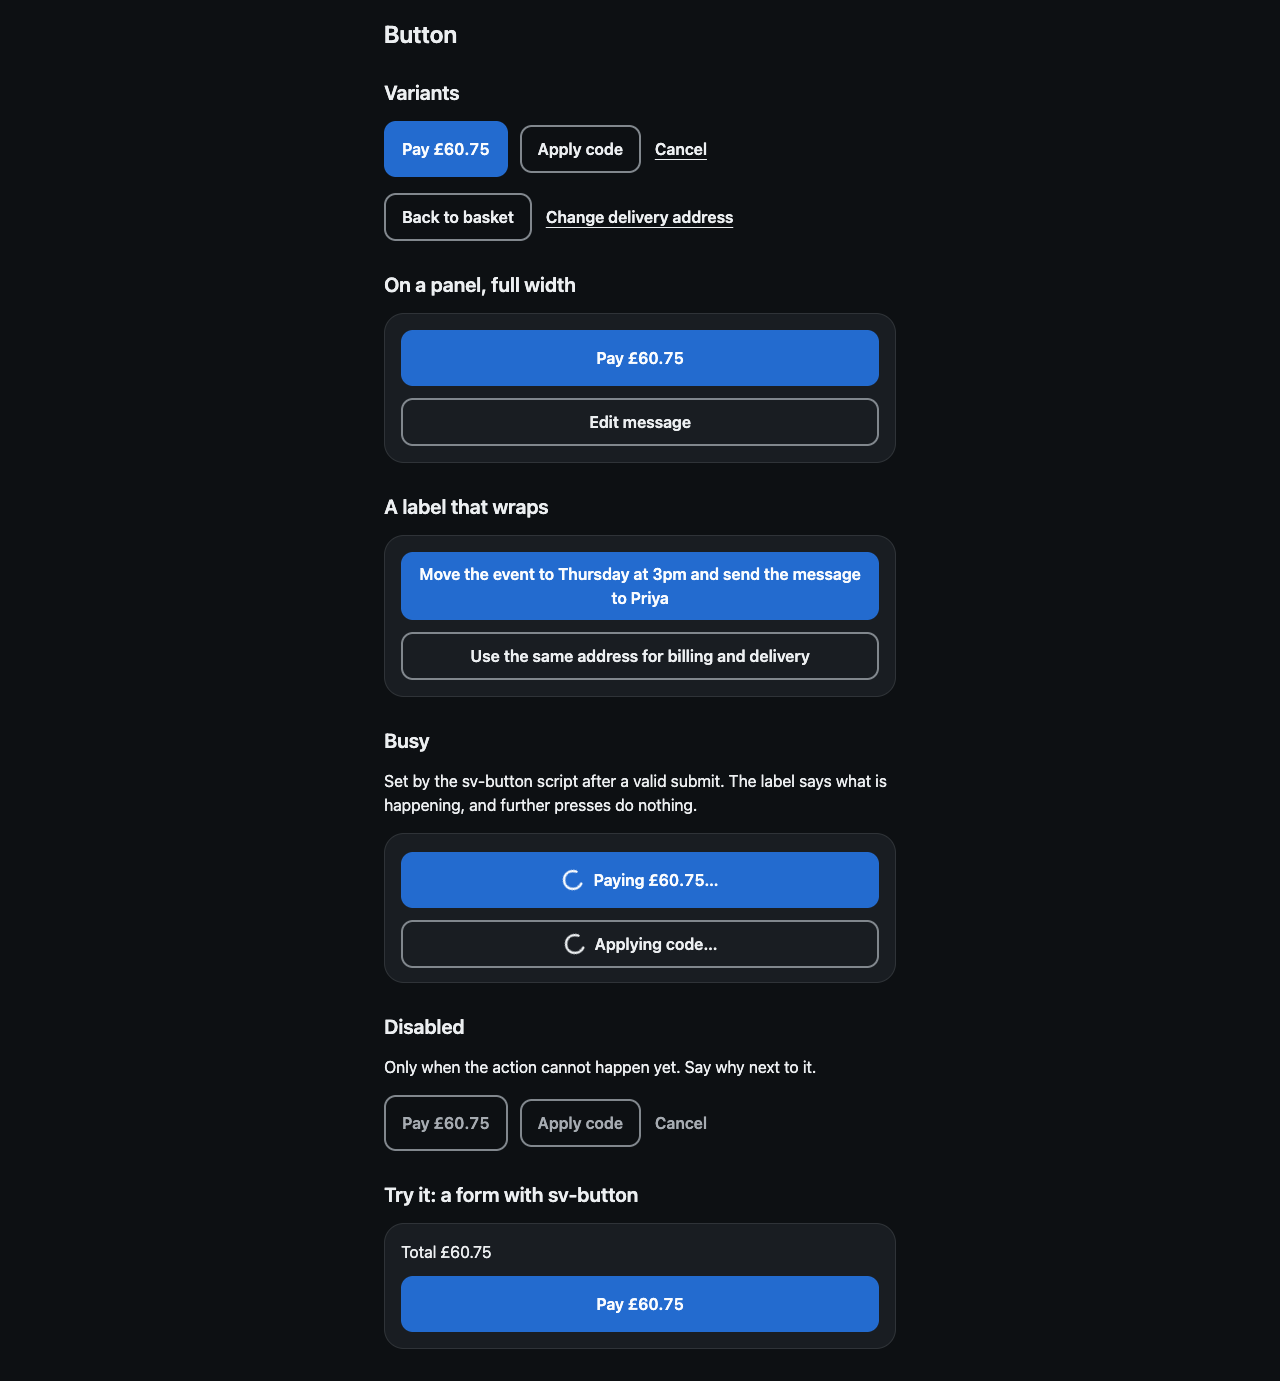 Button
Variants
Pay £60.75
Apply code
Cancel
Back to basket
Change delivery address
On a panel, full width
Pay £60.75
Edit message
A label that wraps
Move the event to Thursday at 3pm and send the message
to Priya
Use the same address for billing and delivery
Busy
Set by the sv-button script after a valid submit. The label says what is
happening, and further presses do nothing.
Paying £60.75...
Applying code...
Disabled
Only when the action cannot happen yet. Say why next to it.
Pay £60.75
Apply code
Cancel
Try it: a form with sv-button
Total £60.75
Pay £60.75